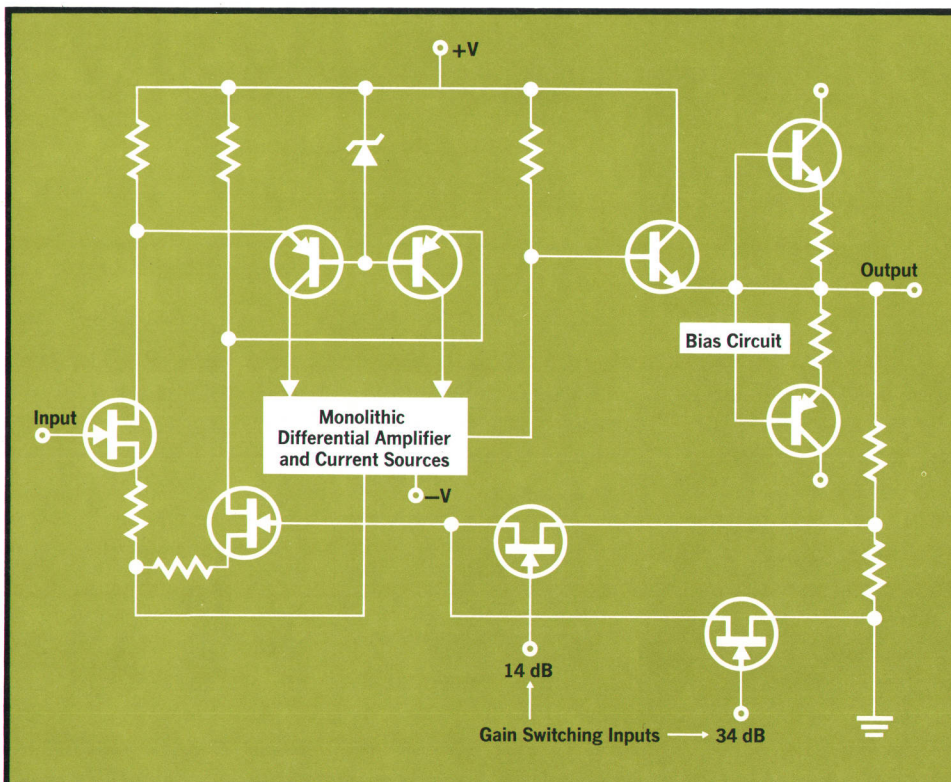 +V
Output
Bias Circuit
Input
Monolithic
Differential Amplifier
and Current Sources
—V
14 dB
Gain Switching Inputs
34 dB